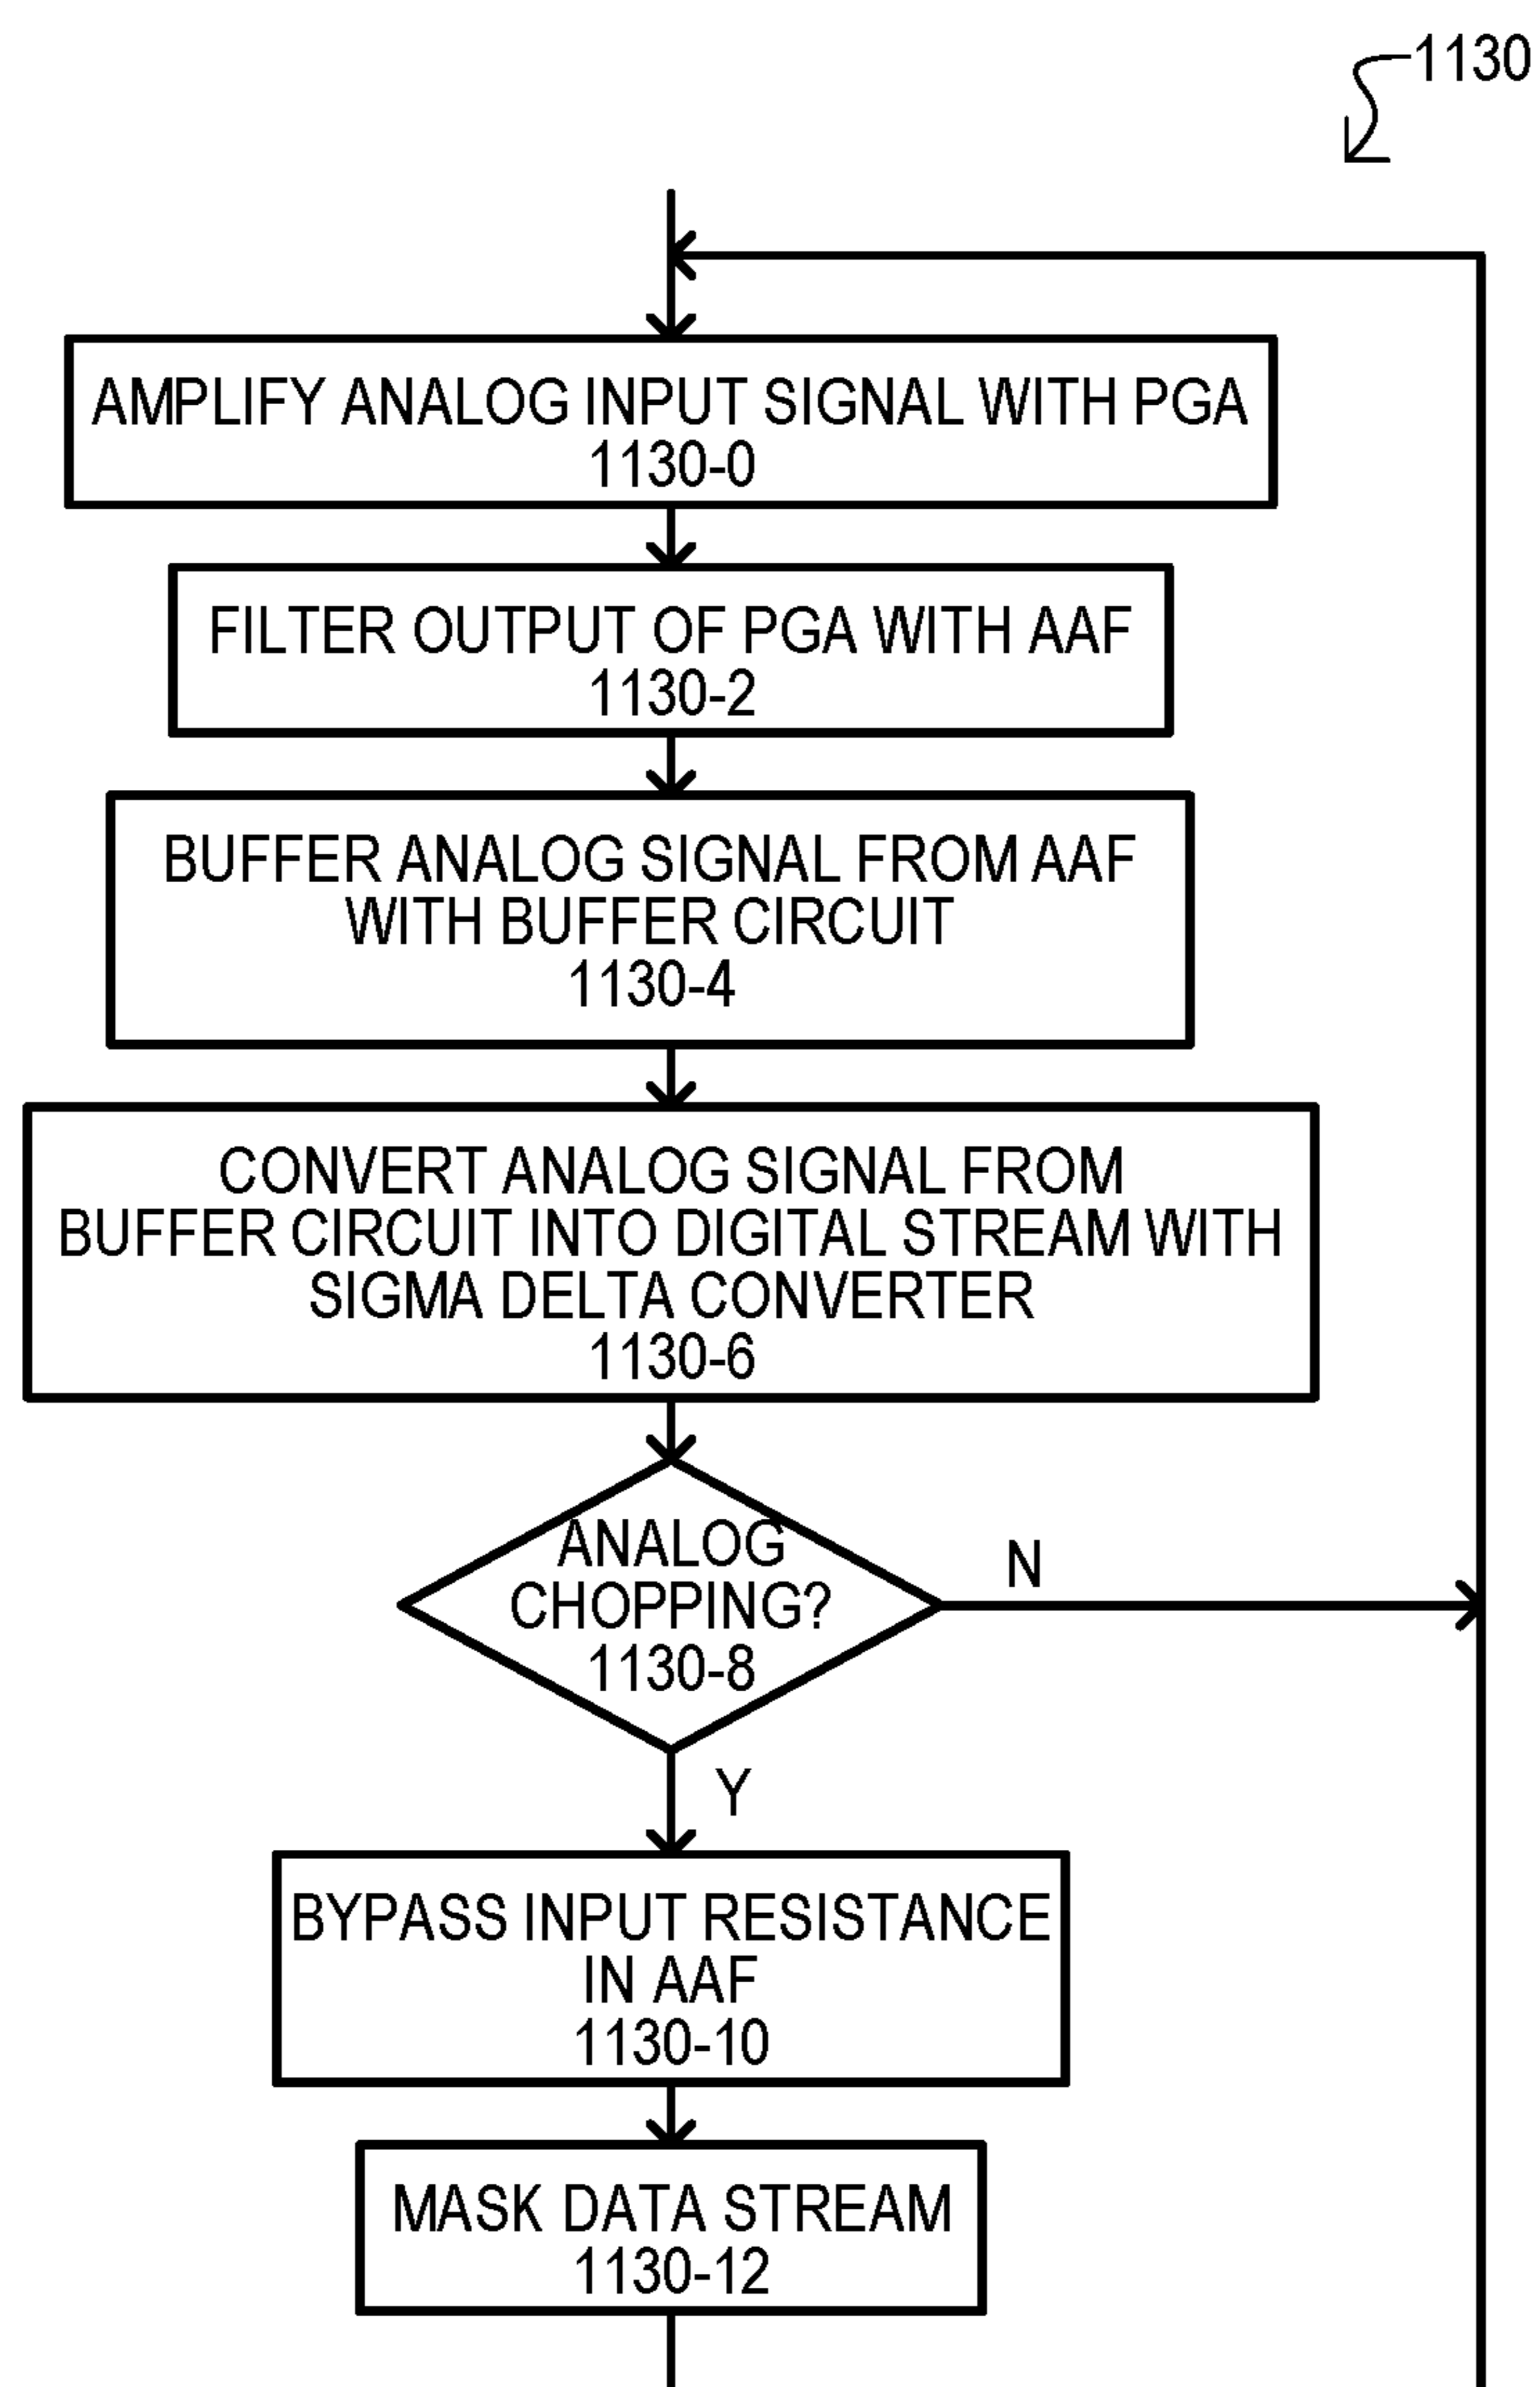 1130
AMPLIFY ANALOG INPUT SIGNAL WITH PGA
1130-0
FILTER OUTPUT OF PGA WITH AAF
1130-2
BUFFER ANALOG SIGNAL FROM AAF
WITH BUFFER CIRCUIT
1130-4
CONVERT ANALOG SIGNAL FROM
BUFFER CIRCUIT INTO DIGITAL STREAM WITH
SIGMA DELTA CONVERTER
1130-6
ANALOG
CHOPPING?
1130-8
N
Y
BYPASS INPUT RESISTANCE
IN AAF
1130-10
MASK DATA STREAM
1130-12